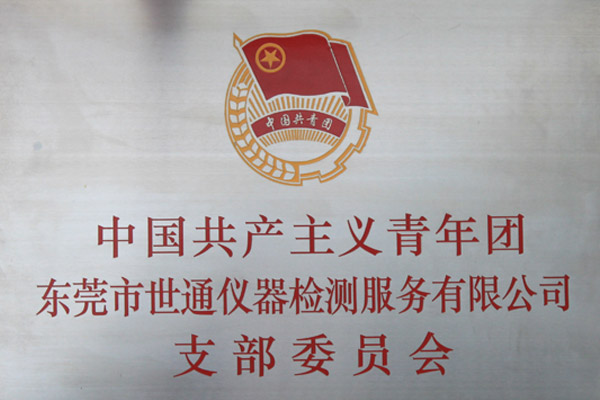 中国共青团
中国共产主义青年团
东莞市世通仪器检测服务有限公司
支部委员会